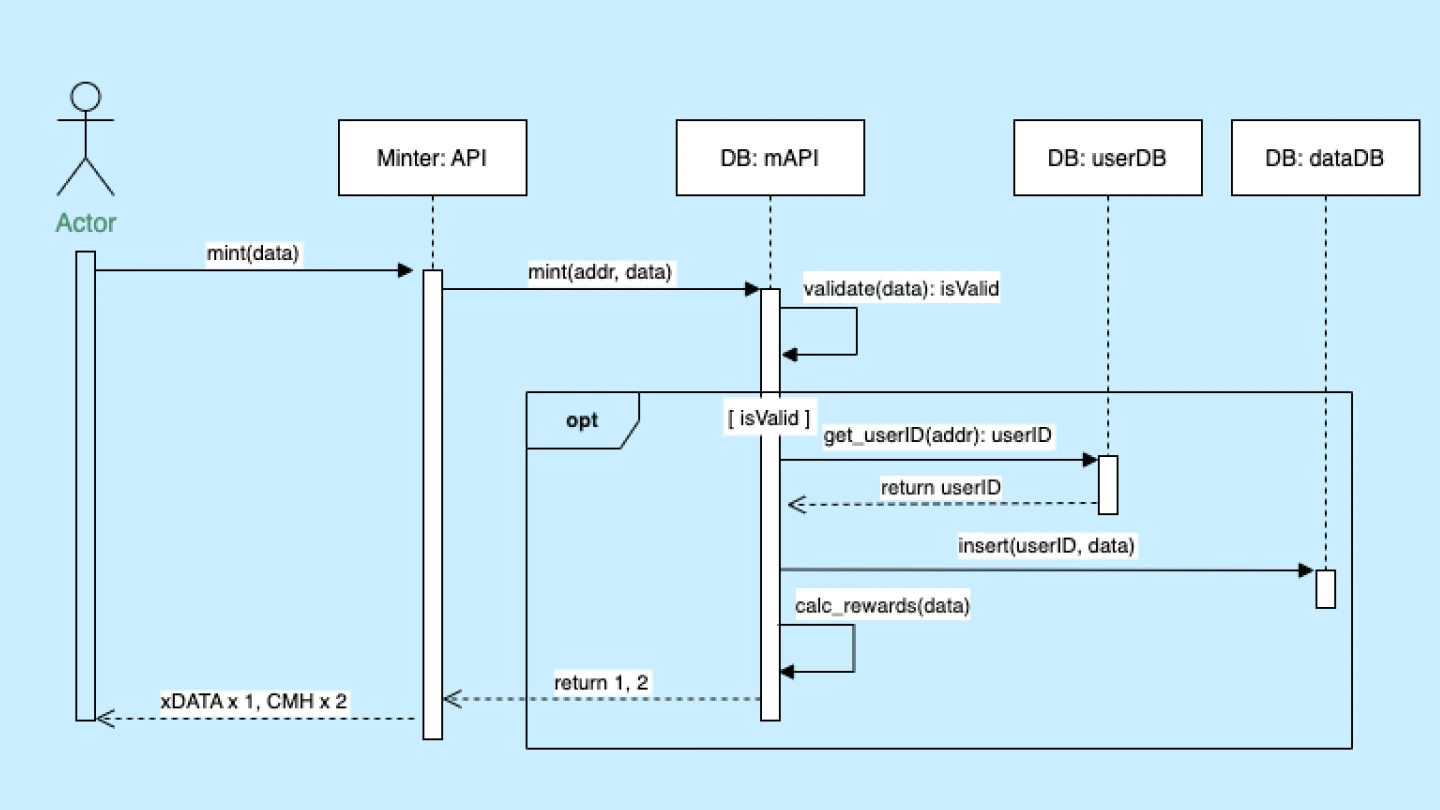 Minter: API
DB: mAPI
DB: userDB
DB: dataDB
Actor
mint(data)
mint(addr, data)
validate(data): isValid
opt
[ isValid ]
get_userID(addr): userID
return userID
insert(userID, data)
calc_rewards(data)
return 1, 2
xDATA x 1, CMH x 2